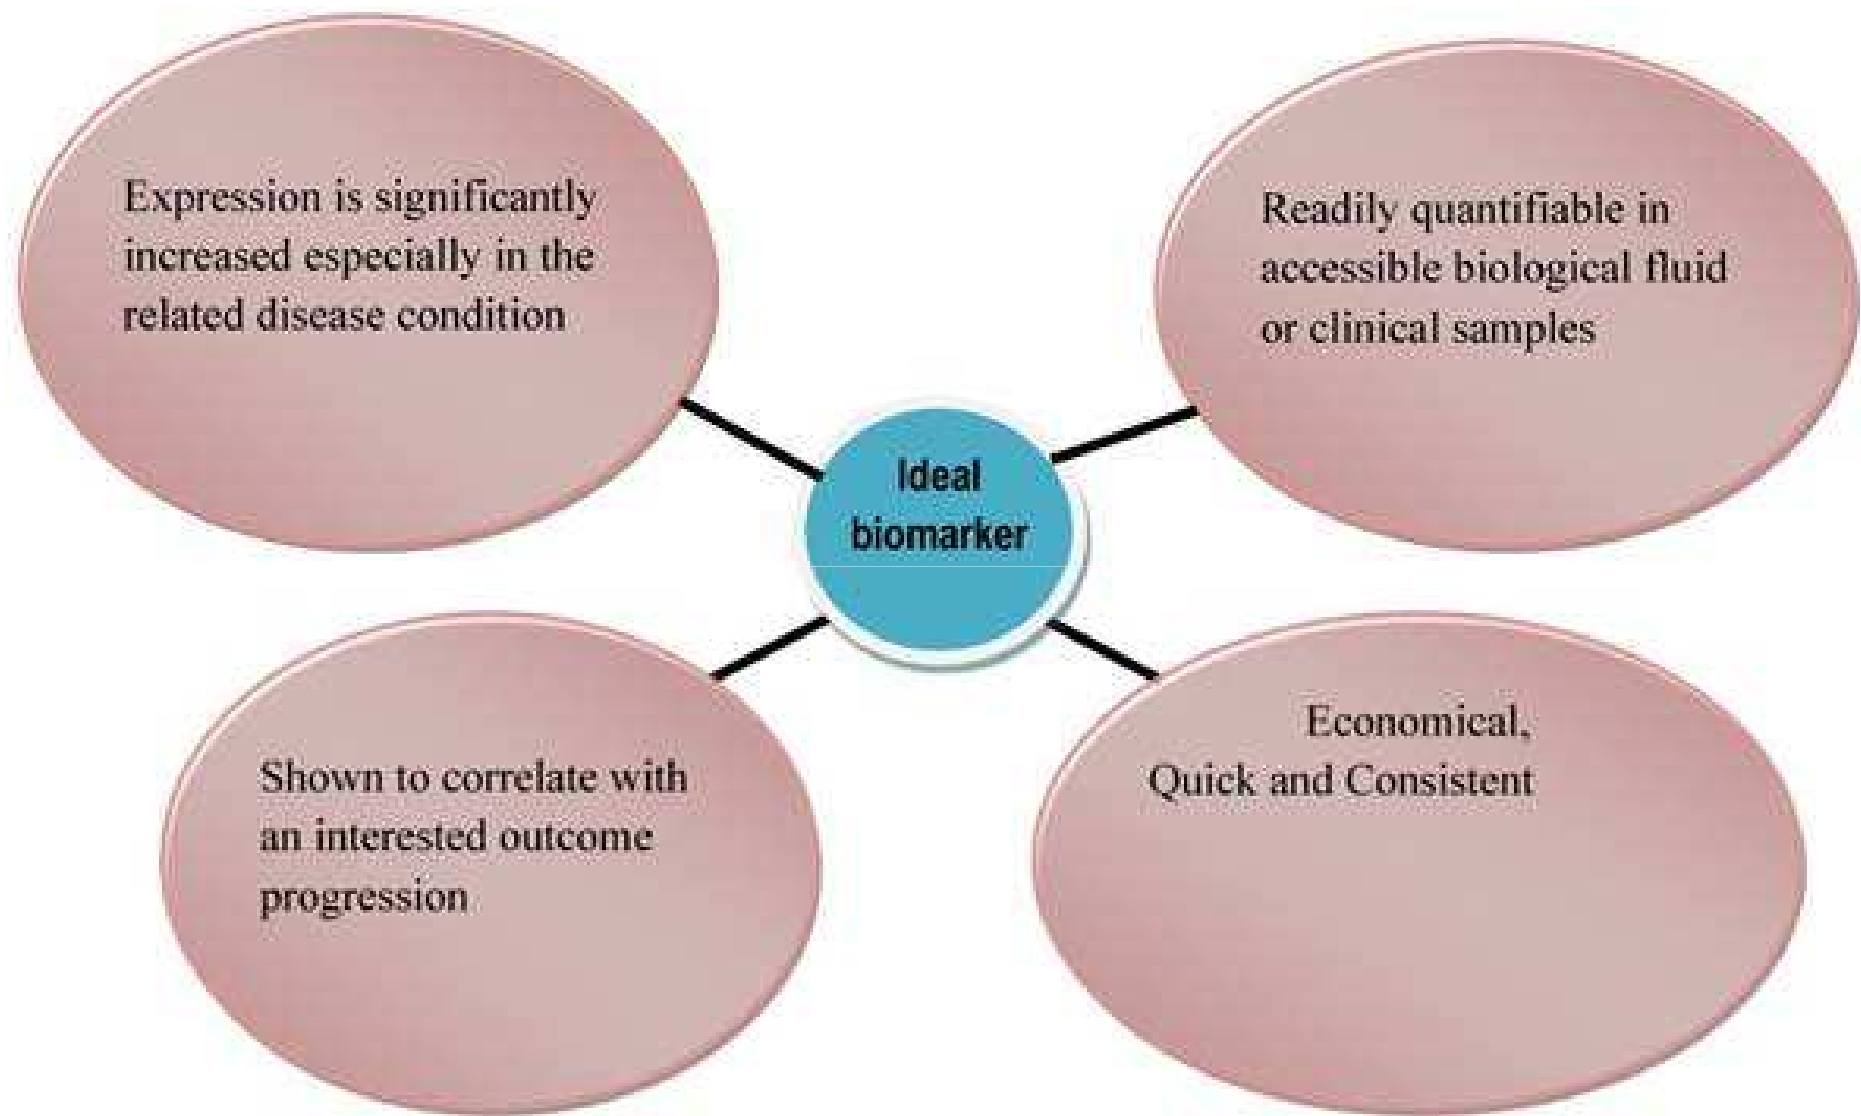 Expression is significantly
increased especially in the
related disease condition
Readily quantifiable in
accessible biological fluid
or clinical samples
Ideal
biomarker
Shown to correlate with
an interested outcome
progression
Economical,
Quick and Consistent